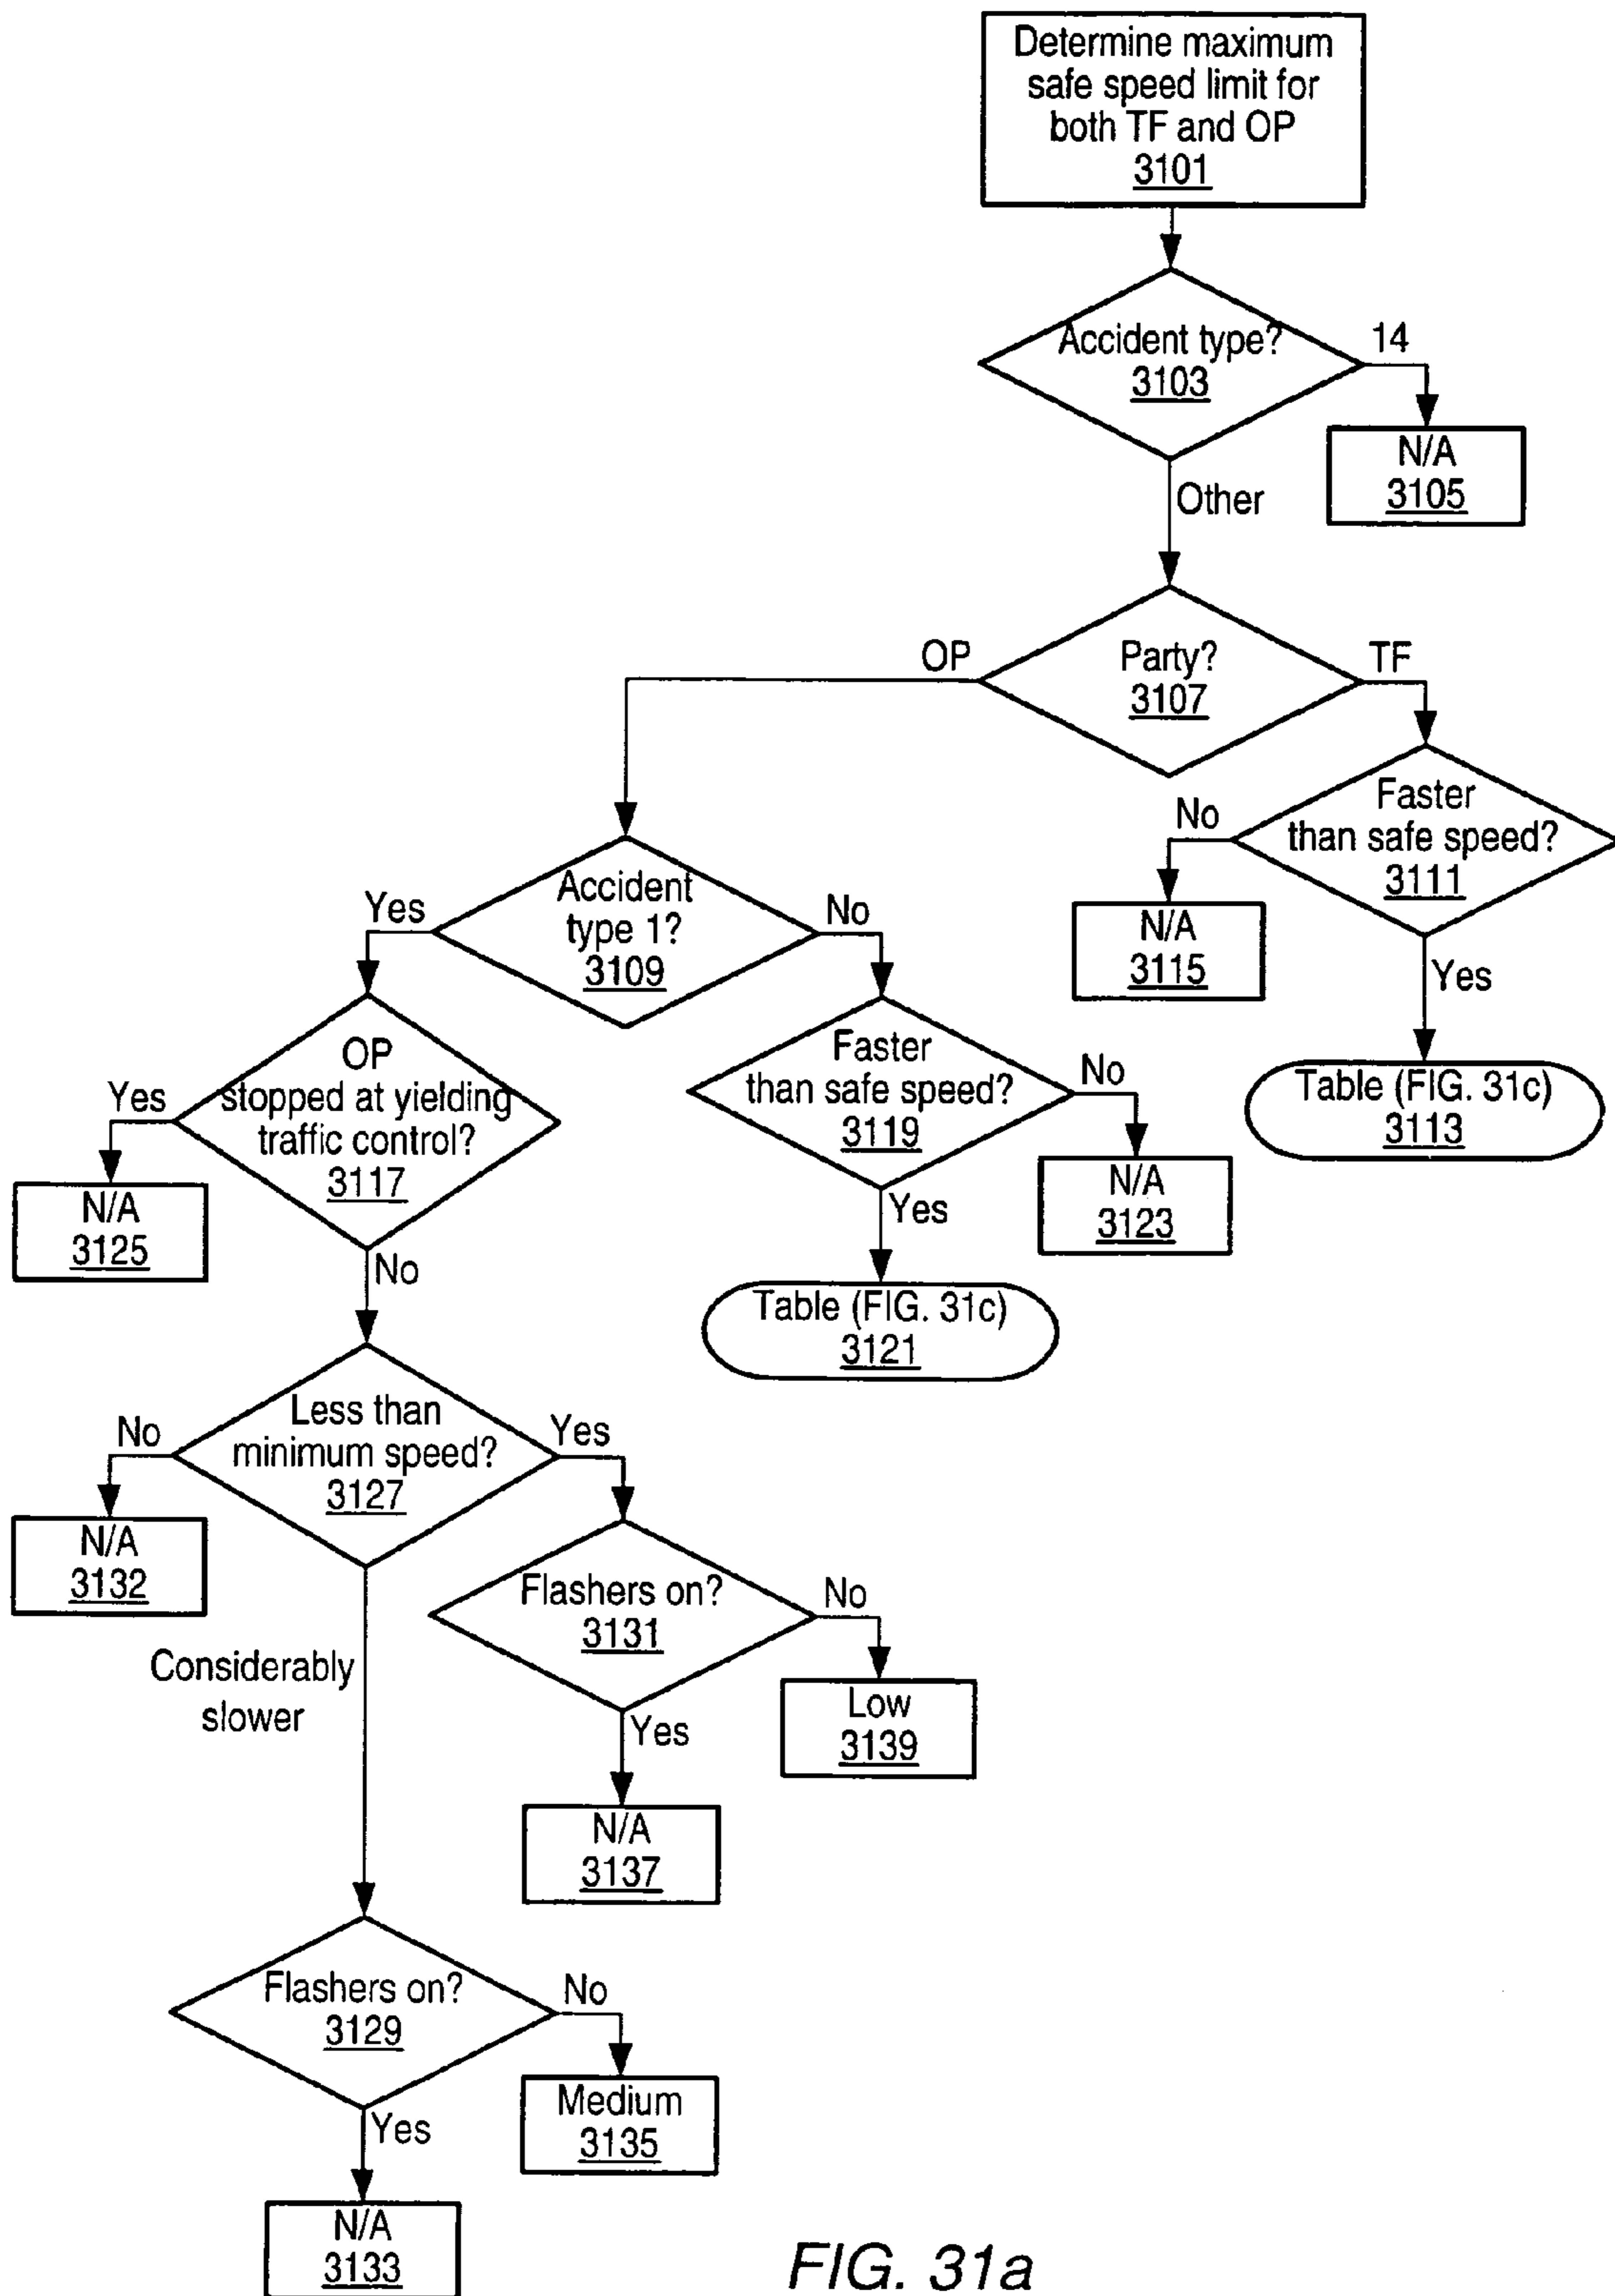 Determine maximum
safe speed limit for
both TF and OP
3101
Accident type?
3103
14
N/A
3105
Other
Party?
3107
OP
TF
Faster
than safe speed?
3111
No
N/A
3115
Yes
Table (FIG. 31c)
3113
Accident
type 1?
3109
Yes
No
OP
stopped at yielding
traffic control?
3117
Yes
N/A
3125
No
Faster
than safe speed?
3119
No
N/A
3123
Yes
Table (FIG. 31c)
3121
Less than
minimum speed?
3127
No
N/A
3132
Yes
Flashers on?
3131
No
Low
3139
Yes
N/A
3137
Considerably
slower
Flashers on?
3129
No
Medium
3135
Yes
N/A
3133
FIG. 31a